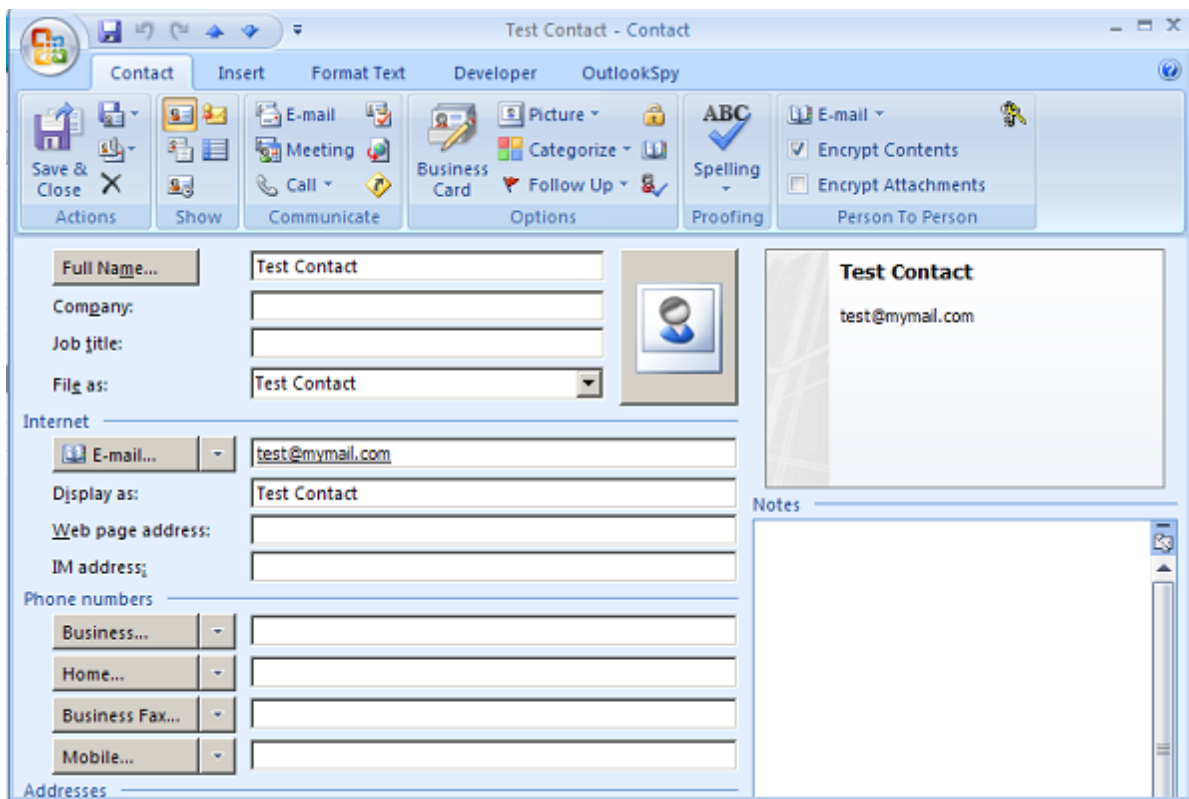 Test Contact - Contact
Contact Insert Format Text Developer OutlookSpy
Save & Close
Actions
Show
E-mail
Meeting
Call
Communicate
Business Card
Picture
Categorize
Follow Up
Options
ABC
Spelling
Proofing
E-mail
Encrypt Contents
Encrypt Attachments
Person To Person
Full Name... Test Contact
Company:
Job title:
File as: Test Contact
Internet
E-mail... test@mymail.com
Display as: Test Contact
Web page address:
IM address:
Phone numbers
Business...
Home...
Business Fax...
Mobile...
Addresses
Test Contact
test@mymail.com
Notes